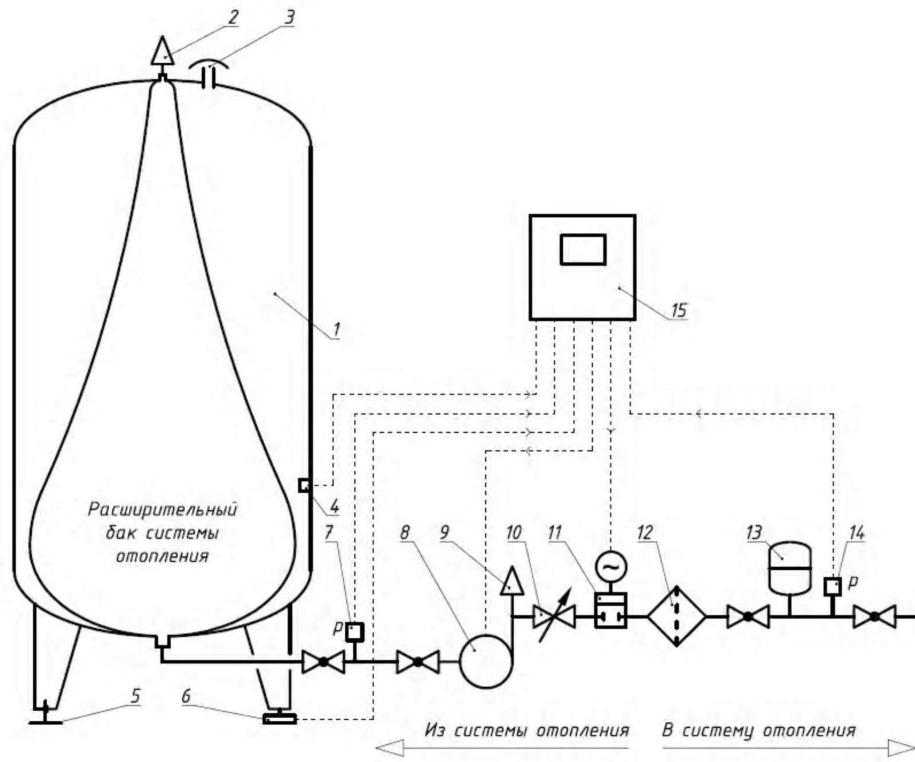 2
3
15
1
Расширительный
бак системы
отопления
4
7
8
9
10
11
12
13
14
P
P
5
6
Из системы отопления
В систему отопления